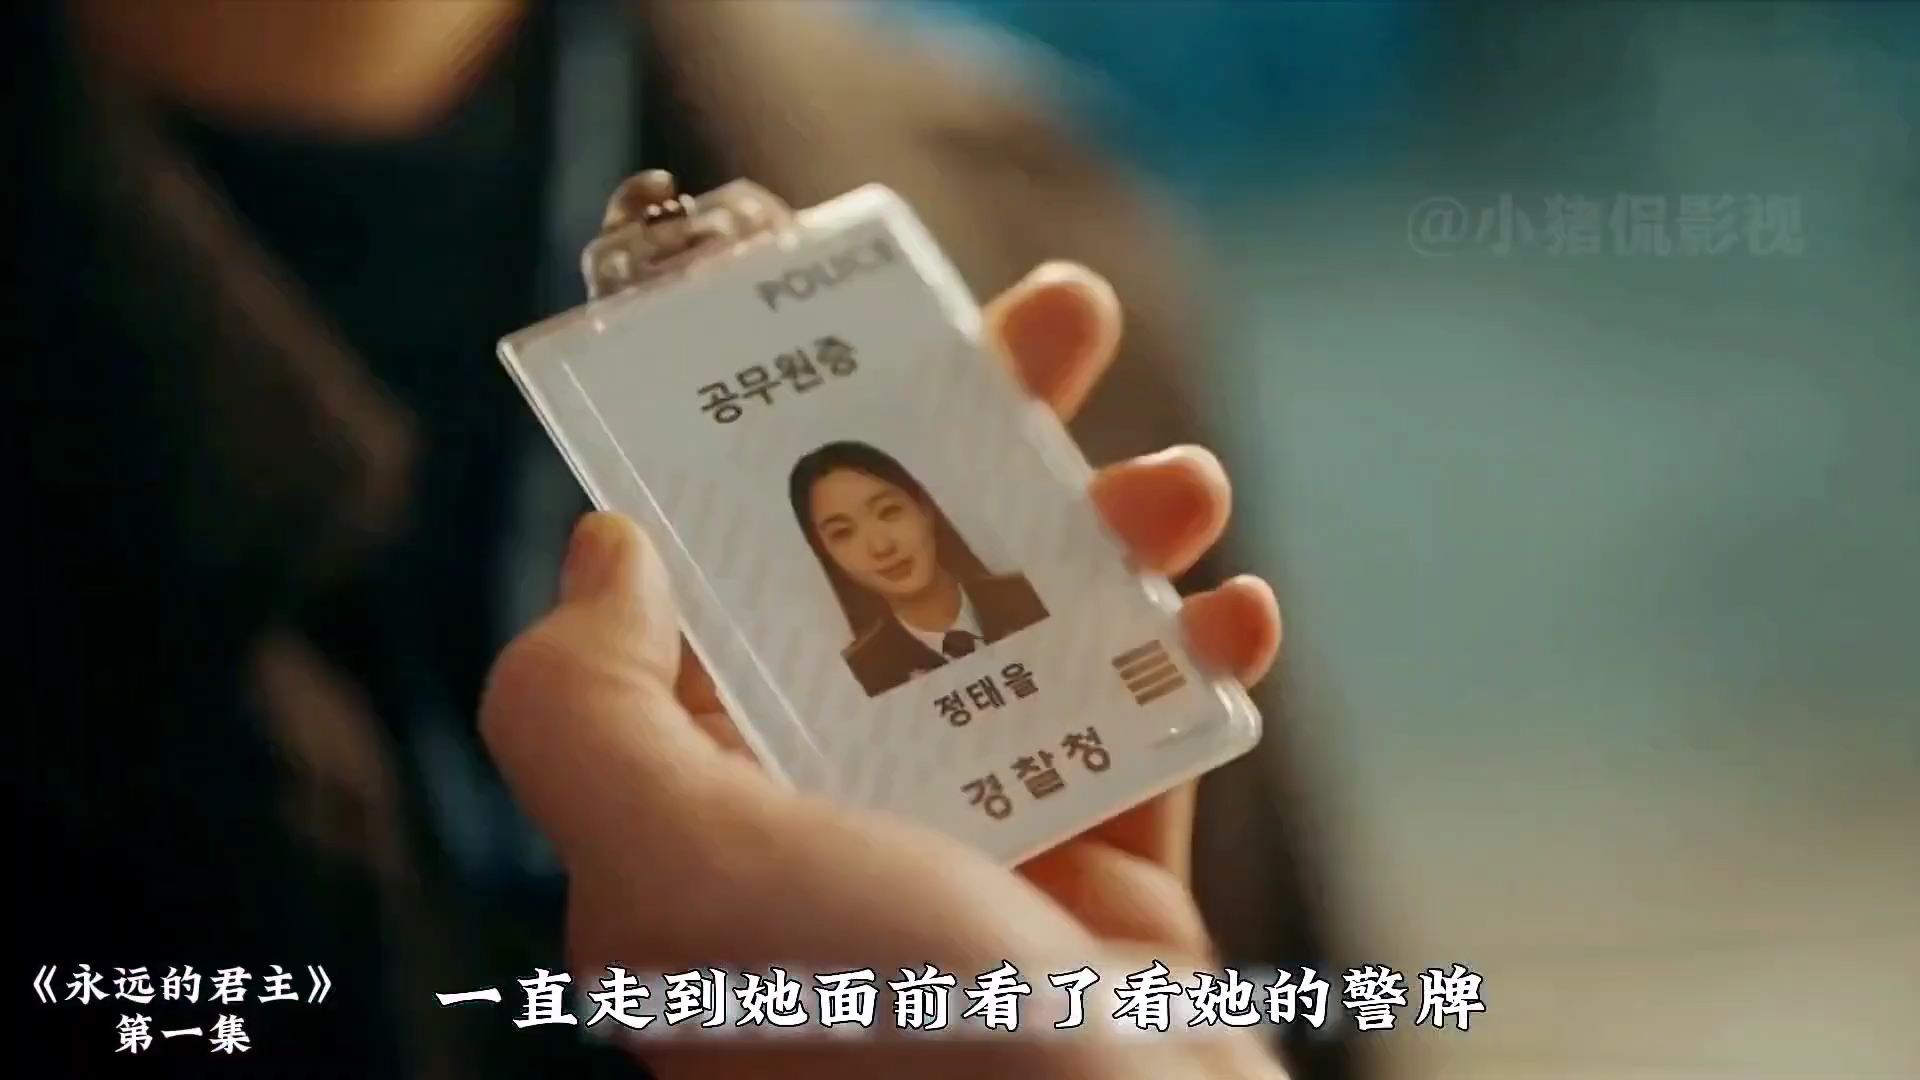 @小猪侃影视
POLICE
공무원증
정태을
경찰청
《永远的君主》
第一集
一直走到她面前看了看她的警牌